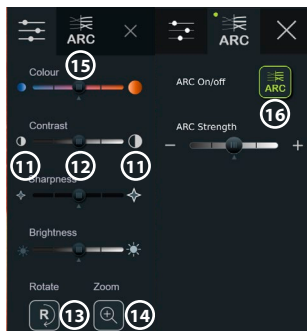 ARC
ARC
Colour
15
ARC On/off
ARC
16
Contrast
ARC Strength
11
12
11
Sharpness
Brightness
Rotate
Zoom
R
13
14